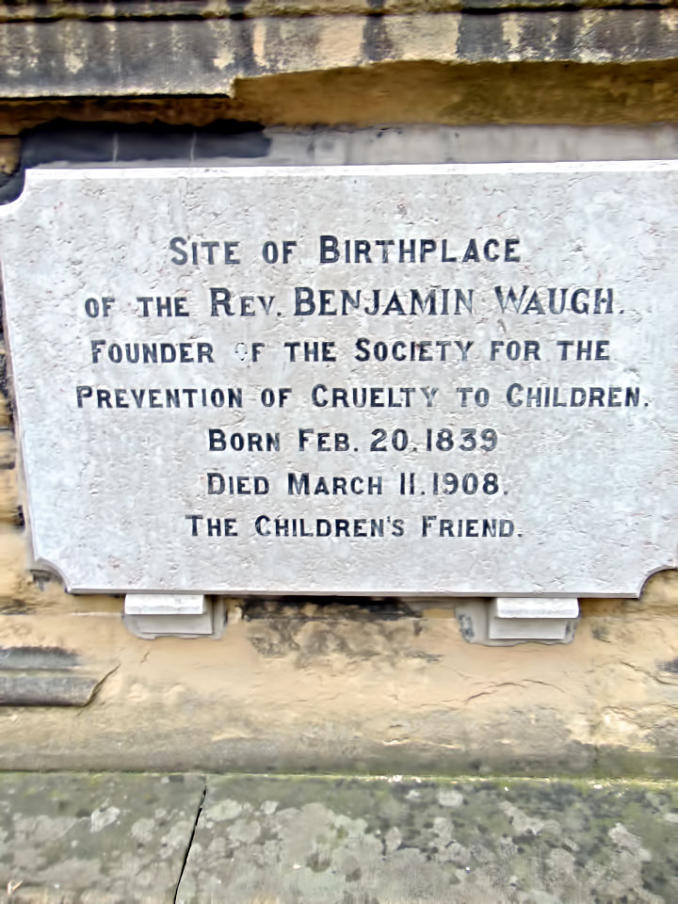 SITE OF BIRTHPLACE
OF THE REV. BENJAMIN WAUGH.
FOUNDER OF THE SOCIETY FOR THE
PREVENTION OF CRUELTY TO CHILDREN.
BORN FEB. 20. 1839
DIED MARCH 11. 1908.
THE CHILDREN'S FRIEND.